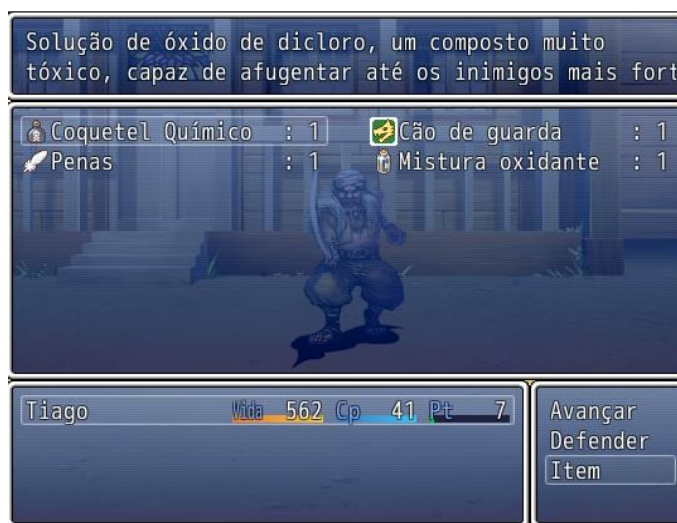 Solução de óxido de dicloro, um composto muito
tóxico, capaz de afugentar até os inimigos mais fort
Coquetel Químico : 1 Cão de guarda : 1
Penas : 1 Mistura oxidante : 1
Tiago Vida 562 Cp 41 Pt 7
Avançar
Defender
Item